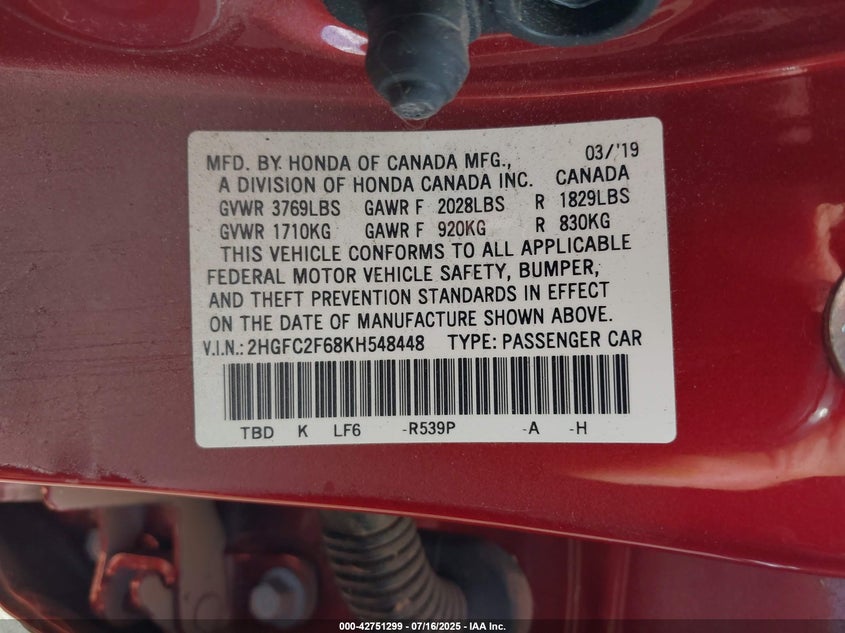 MFD. BY HONDA OF CANADA MFG., 03/'19
A DIVISION OF HONDA CANADA INC. CANADA
GVWR 3769LBS GAWR F 2028LBS R 1829LBS
GVWR 1710KG GAWR F 920KG R 830KG
THIS VEHICLE CONFORMS TO ALL APPLICABLE
FEDERAL MOTOR VEHICLE SAFETY, BUMPER,
AND THEFT PREVENTION STANDARDS IN EFFECT
ON THE DATE OF MANUFACTURE SHOWN ABOVE.
V.I.N.: 2HGFC2F68KH548448 TYPE: PASSENGER CAR
TBD K LF6 -R539P -A -H
000-42751299 - 07/16/2025 - IAA Inc.